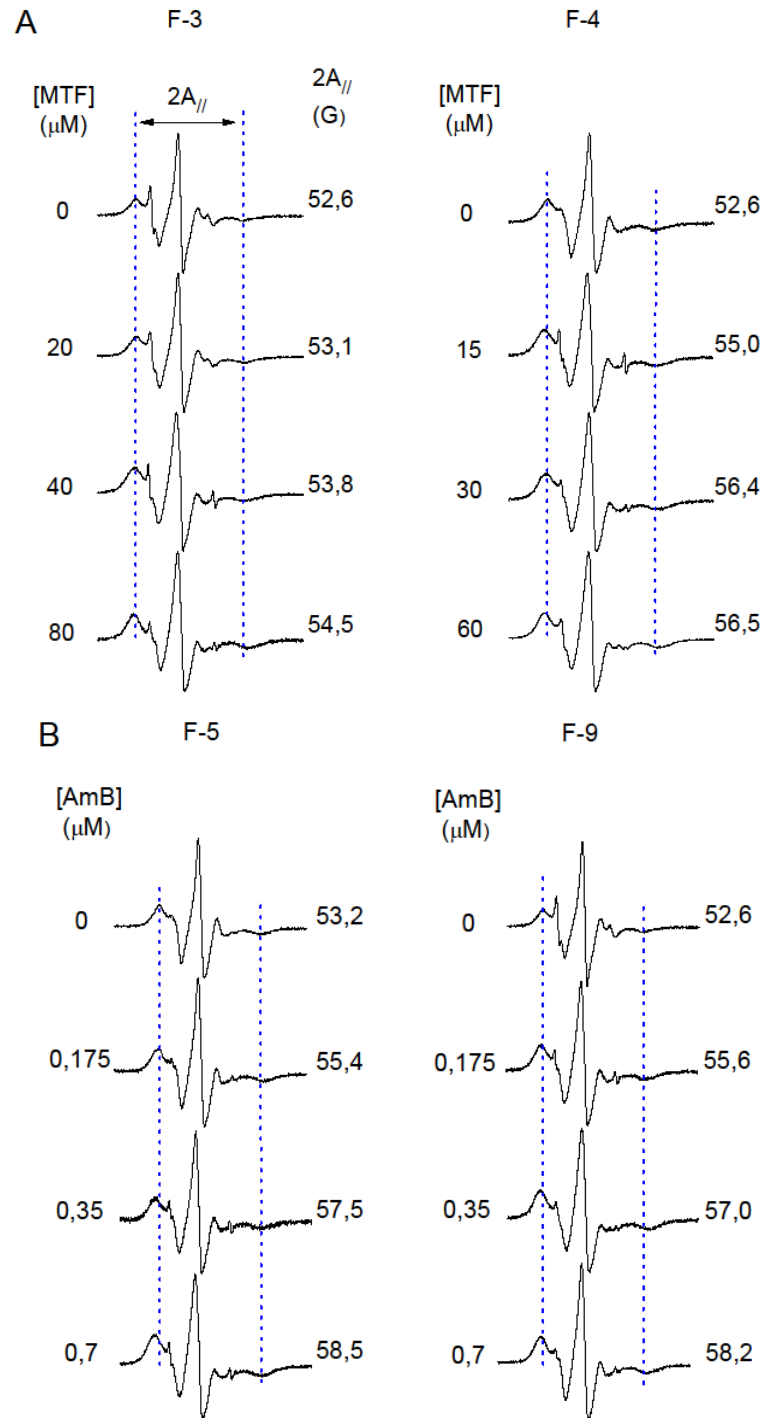 A
F-3
F-4
[MTF]
(μM)
2A//
2A//
(G)
[MTF]
(μM)
0
52,6
0
52,6
20
53,1
15
55,0
40
53,8
30
56,4
80
54,5
60
56,5
B
F-5
F-9
[AmB]
(μM)
[AmB]
(μM)
0
53,2
0
52,6
0,175
55,4
0,175
55,6
0,35
57,5
0,35
57,0
0,7
58,5
0,7
58,2